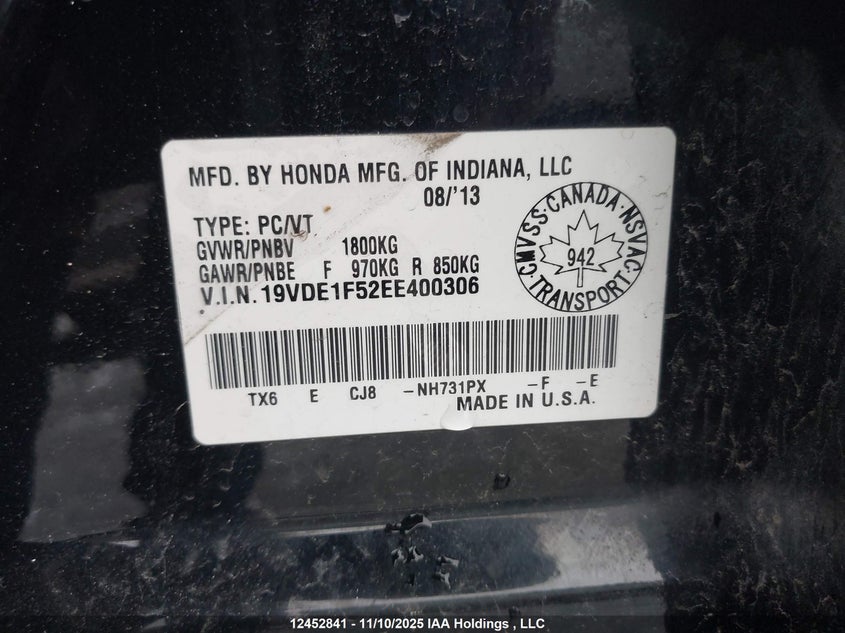 MFD. BY HONDA MFG. OF INDIANA, LLC
08/'13
TYPE: PC/VT
GVWR/PNBV 1800KG
GAWR/PNBE F 970KG R 850KG
V.I.N. 19VDE1F52EE400306
CMVSS·CANADA·NSVAC·TRANSPORT·
942
TX6 E CJ8 -NH731PX -F -E
MADE IN U.S.A.
12452841 - 11/10/2025 IAA Holdings , LLC